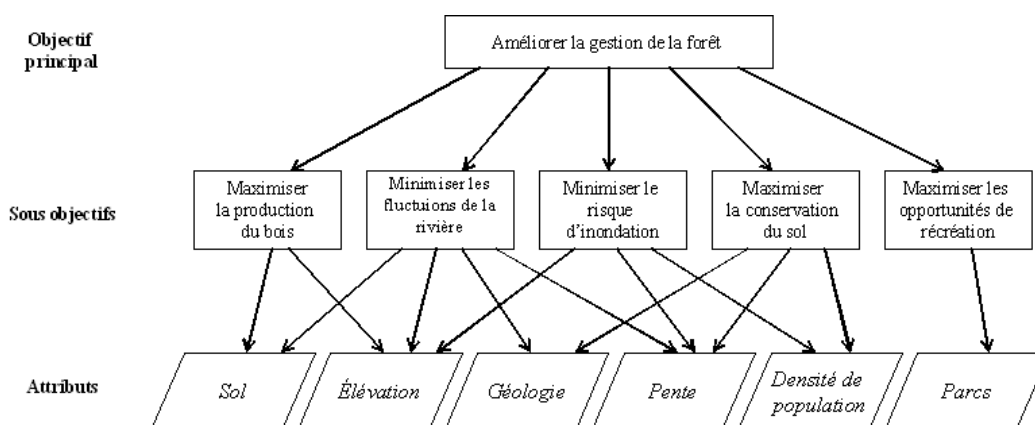 Objectif
principal
Améliorer la gestion de la forêt
Sous objectifs
Maximiser
la production
du bois
Minimiser les
fluctuions de la
rivière
Minimiser le
risque
d'inondation
Maximiser
la conservation
du sol
Maximiser les
opportunités de
récréation
Attributs
Sol
Élévation
Géologie
Pente
Densité de
population
Parcs